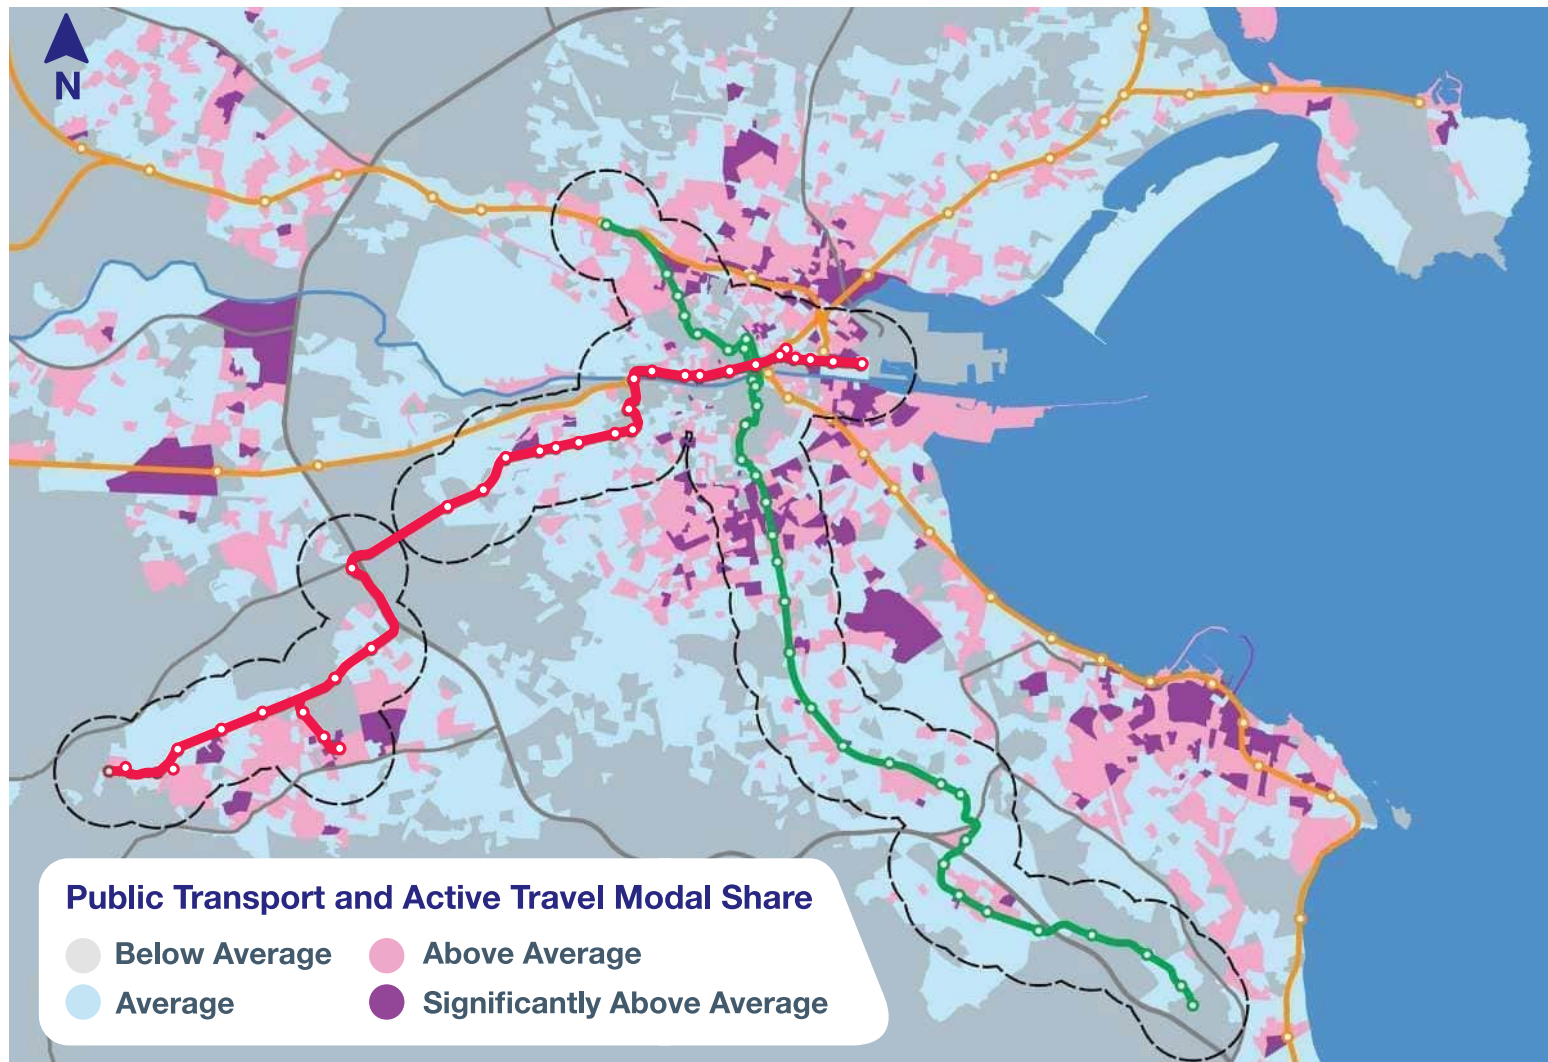 N
Public Transport and Active Travel Modal Share
Below Average
Above Average
Average
Significantly Above Average